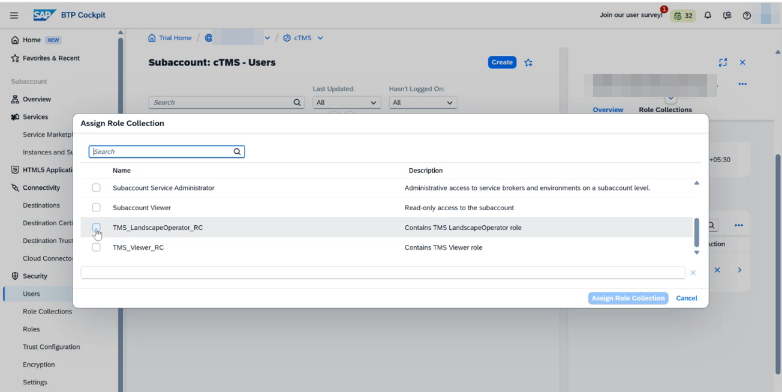 SAP BTP Cockpit
Join our user survey!
1
32
Home NEW
Trial Home / / cTMS
Favorites & Recent
Subaccount: cTMS - Users
Create
Subaccount
Overview
Last Updated:
Hasn't Logged On:
Services
Search
All
All
Overview
Role Collections
Service Marketpl
Instances and Su
HTML5 Applicati
Connectivity
Destinations
Destination Certi
Destination Trust
Cloud Connecto
Security
Users
Role Collections
Roles
Trust Configuration
Encryption
Settings
Assign Role Collection
Search
Name
Description
Subaccount Service Administrator
Administrative access to service brokers and environments on a subaccount level.
Subaccount Viewer
Read-only access to the subaccount
TMS_LandscapeOperator_RC
Contains TMS LandscapeOperator role
TMS_Viewer_RC
Contains TMS Viewer role
Assign Role Collection
Cancel
+05:30
ction